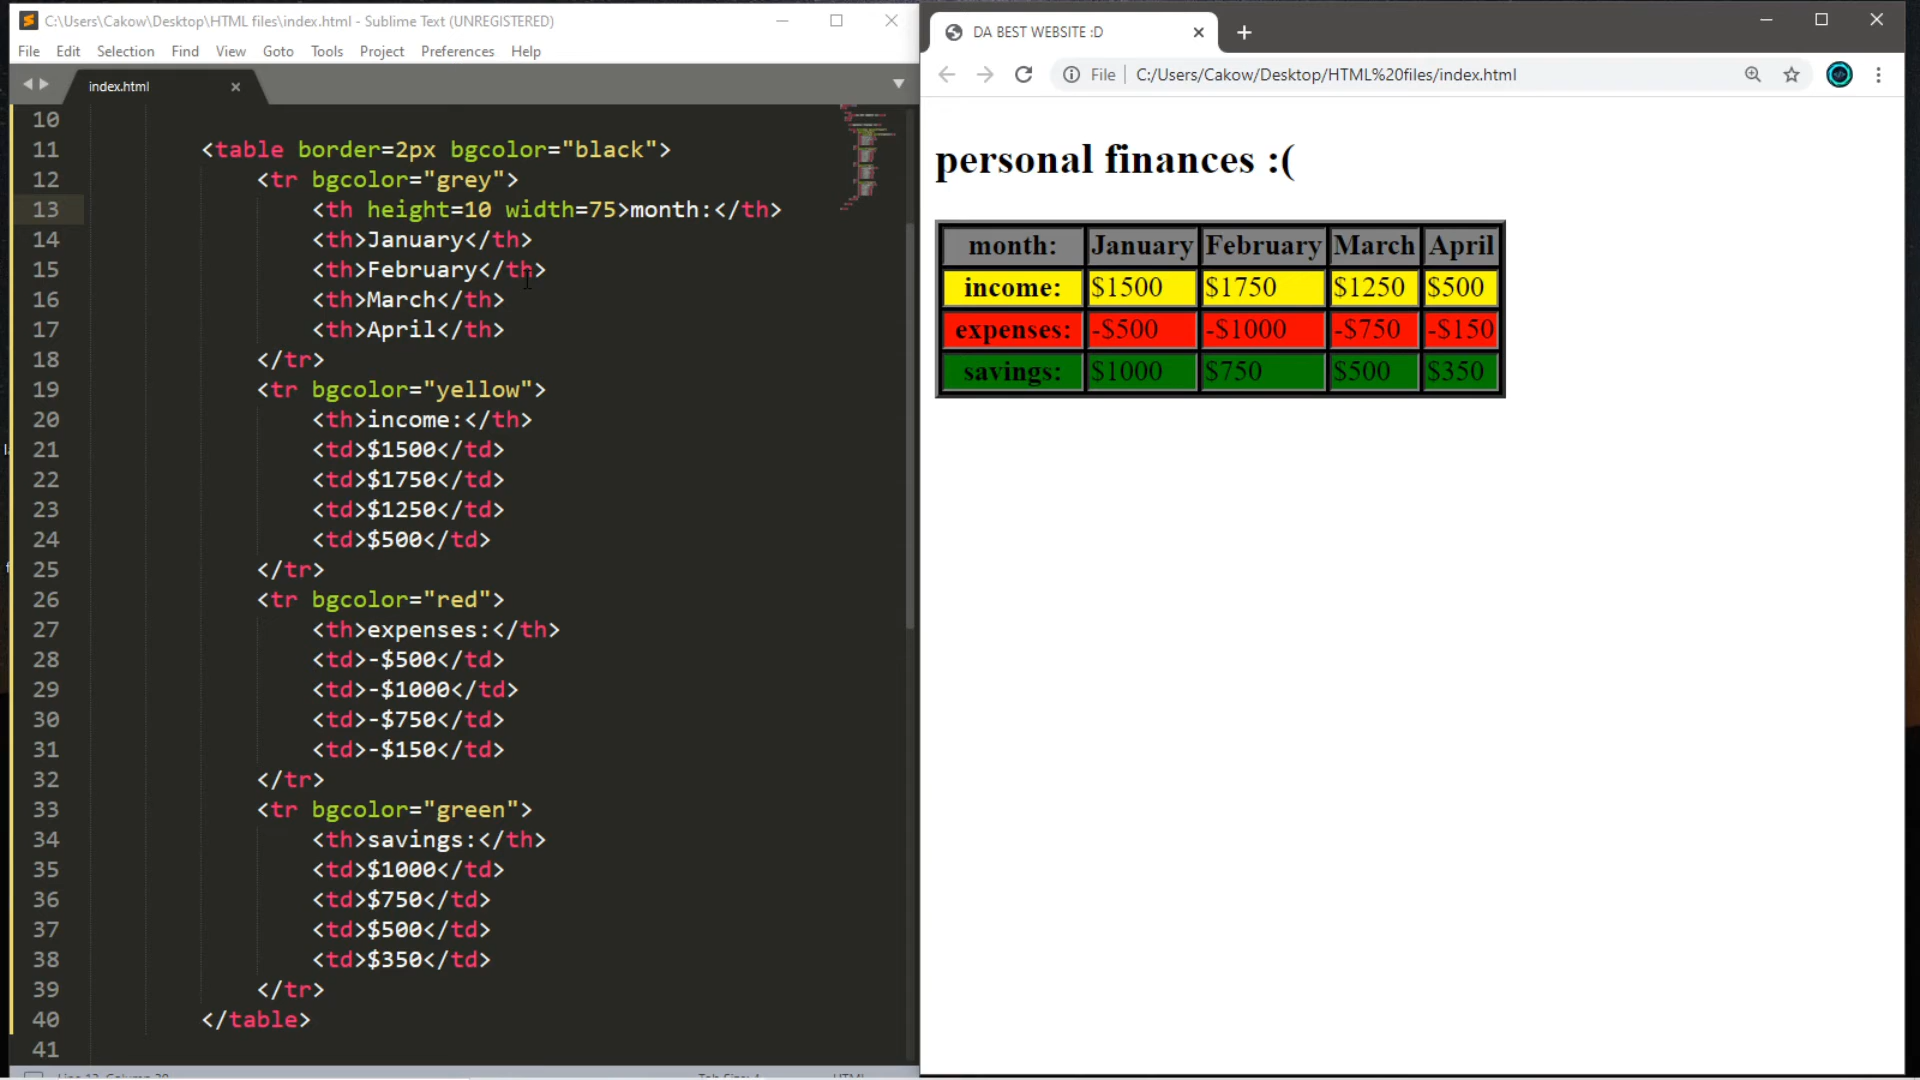 C:\Users\Cakow\Desktop\HTML files\index.html - Sublime Text (UNREGISTERED)
File Edit Selection Find View Goto Tools Project Preferences Help
index.html
10
11 <table border=2px bgcolor="black">
12 <tr bgcolor="grey">
13 <th height=10 width=75>month:</th>
14 <th>January</th>
15 <th>February</th>
16 <th>March</th>
17 <th>April</th>
18 </tr>
19 <tr bgcolor="yellow">
20 <th>income:</th>
21 <td>$1500</td>
22 <td>$1750</td>
23 <td>$1250</td>
24 <td>$500</td>
25 </tr>
26 <tr bgcolor="red">
27 <th>expenses:</th>
28 <td>-$500</td>
29 <td>-$1000</td>
30 <td>-$750</td>
31 <td>-$150</td>
32 </tr>
33 <tr bgcolor="green">
34 <th>savings:</th>
35 <td>$1000</td>
36 <td>$750</td>
37 <td>$500</td>
38 <td>$350</td>
39 </tr>
40 </table>
41
DA BEST WEBSITE :D
File C:/Users/Cakow/Desktop/HTML%20files/index.html
personal finances :(
month: January February March April
income: $1500 $1750 $1250 $500
expenses: -$500 -$1000 -$750 -$150
savings: $1000 $750 $500 $350